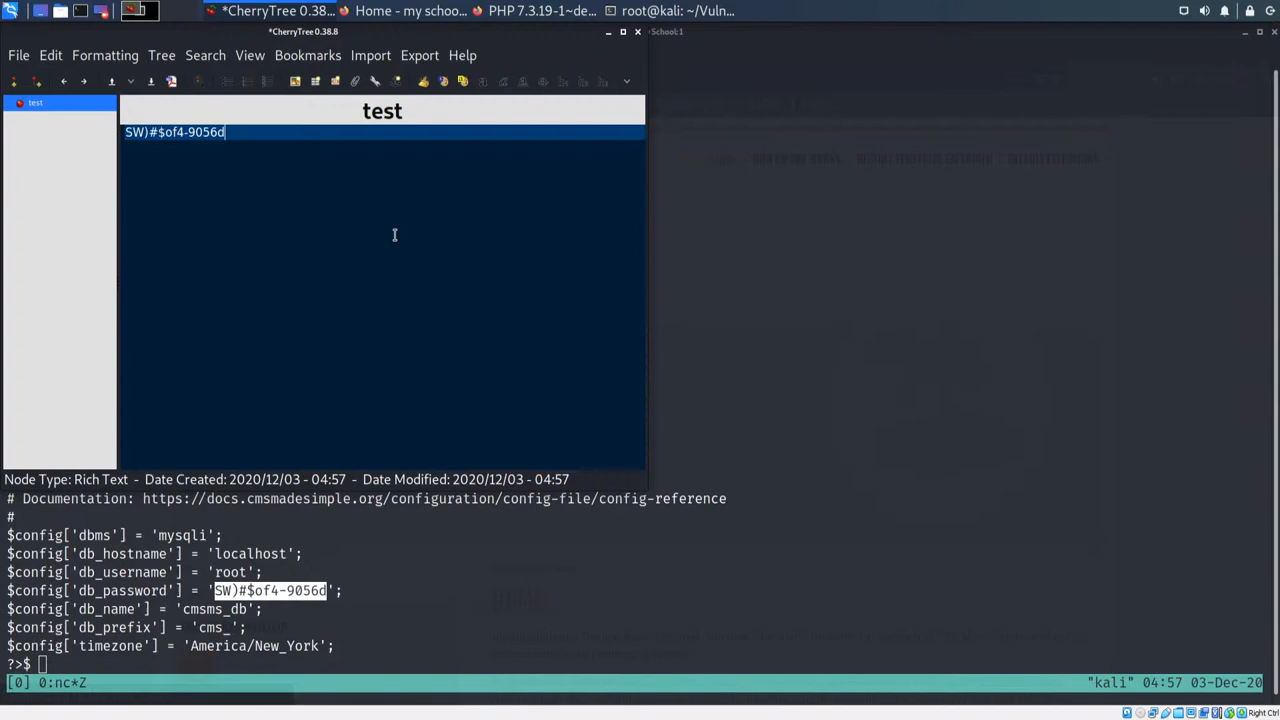 *CherryTree 0.38...
Home - my schoo...
PHP 7.3.19-1~de...
root@kali: ~/Vuln...
*CherryTree 0.38.8
School:1
File Edit Formatting Tree Search View Bookmarks Import Export Help
test
test
SW)#$of4-9056d
Node Type: Rich Text - Date Created: 2020/12/03 - 04:57 - Date Modified: 2020/12/03 - 04:57
# Documentation: https://docs.cmsmadesimple.org/configuration/config-file/config-reference
#
$config['dbms'] = 'mysqli';
$config['db_hostname'] = 'localhost';
$config['db_username'] = 'root';
$config['db_password'] = 'SW)#$of4-9056d';
$config['db_name'] = 'cmsms_db';
$config['db_prefix'] = 'cms_';
$config['timezone'] = 'America/New_York';
?>$
[0] 0:nc*Z
"kali" 04:57 03-Dec-20
Right Ctrl